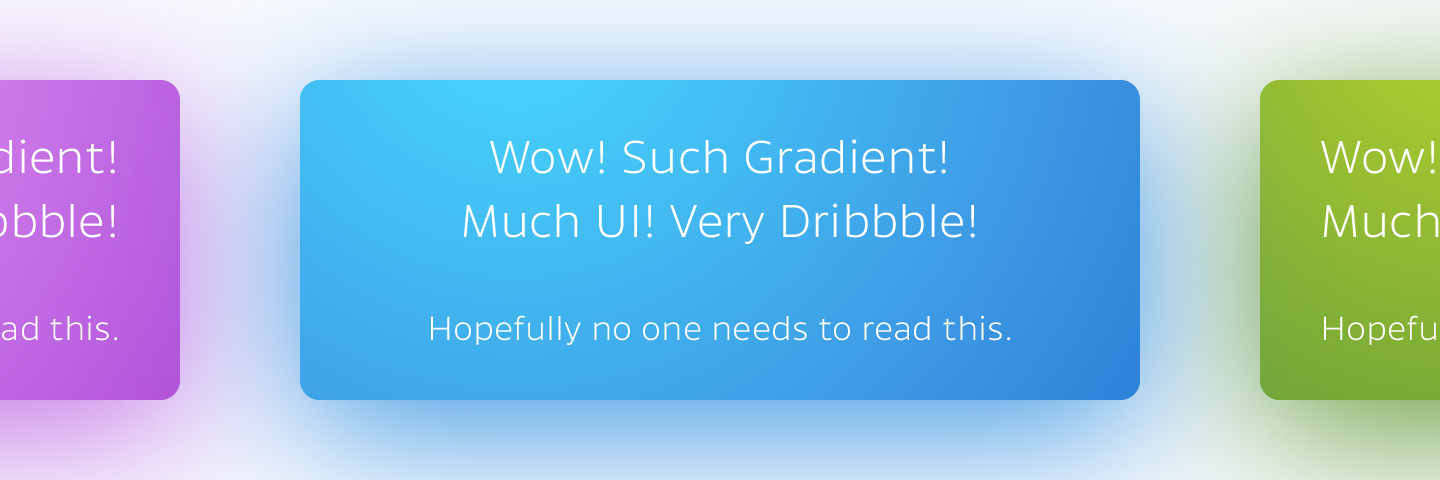 dient!
bbble!
ad this.
Wow! Such Gradient!
Much UI! Very Dribbble!
Hopefully no one needs to read this.
Wow!
Much
Hopefu